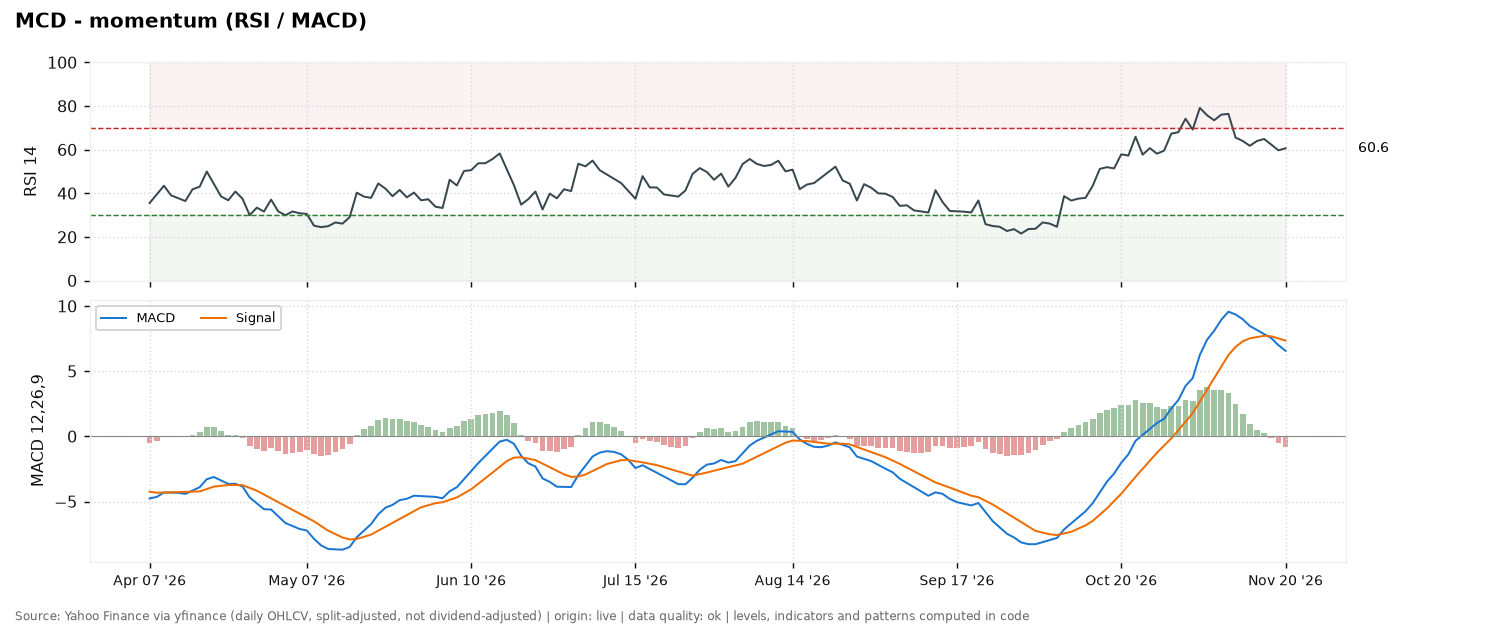 MCD - momentum (RSI / MACD)
100
80
60
40
20
0
RSI 14
60.6
10
5
0
−5
MACD 12,26,9
MACD
Signal
Apr 07 '26
May 07 '26
Jun 10 '26
Jul 15 '26
Aug 14 '26
Sep 17 '26
Oct 20 '26
Nov 20 '26
Source: Yahoo Finance via yfinance (daily OHLCV, split-adjusted, not dividend-adjusted) | origin: live | data quality: ok | levels, indicators and patterns computed in code